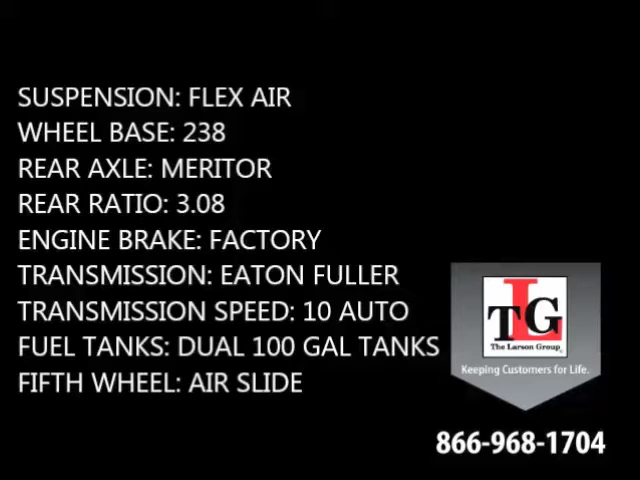 SUSPENSION: FLEX AIR
WHEEL BASE: 238
REAR AXLE: MERITOR
REAR RATIO: 3.08
ENGINE BRAKE: FACTORY
TRANSMISSION: EATON FULLER
TRANSMISSION SPEED: 10 AUTO
FUEL TANKS: DUAL 100 GAL TANKS
FIFTH WHEEL: AIR SLIDE
TLG
The Larson Group
Keeping Customers for Life.
866-968-1704